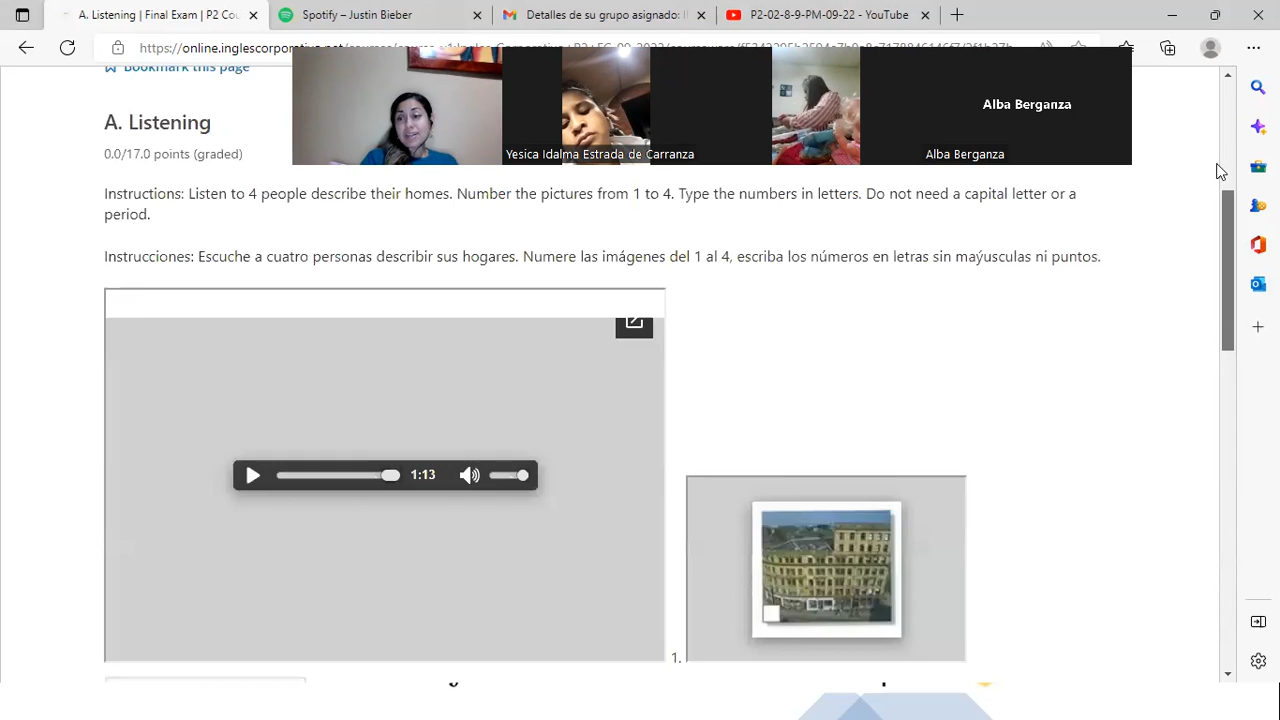 A. Listening | Final Exam | P2 Cou
Spotify – Justin Bieber
Detalles de su grupo asignado: I
P2-02-8-9-PM-09-22 - YouTube
Bookmark this page
A. Listening
0.0/17.0 points (graded)
Yesica Idalma Estrada de Carranza
Alba Berganza
Alba Berganza
Instructions: Listen to 4 people describe their homes. Number the pictures from 1 to 4. Type the numbers in letters. Do not need a capital letter or a
period.
Instrucciones: Escuche a cuatro personas describir sus hogares. Numere las imágenes del 1 al 4, escriba los números en letras sin maýusculas ni puntos.
1:13
1.